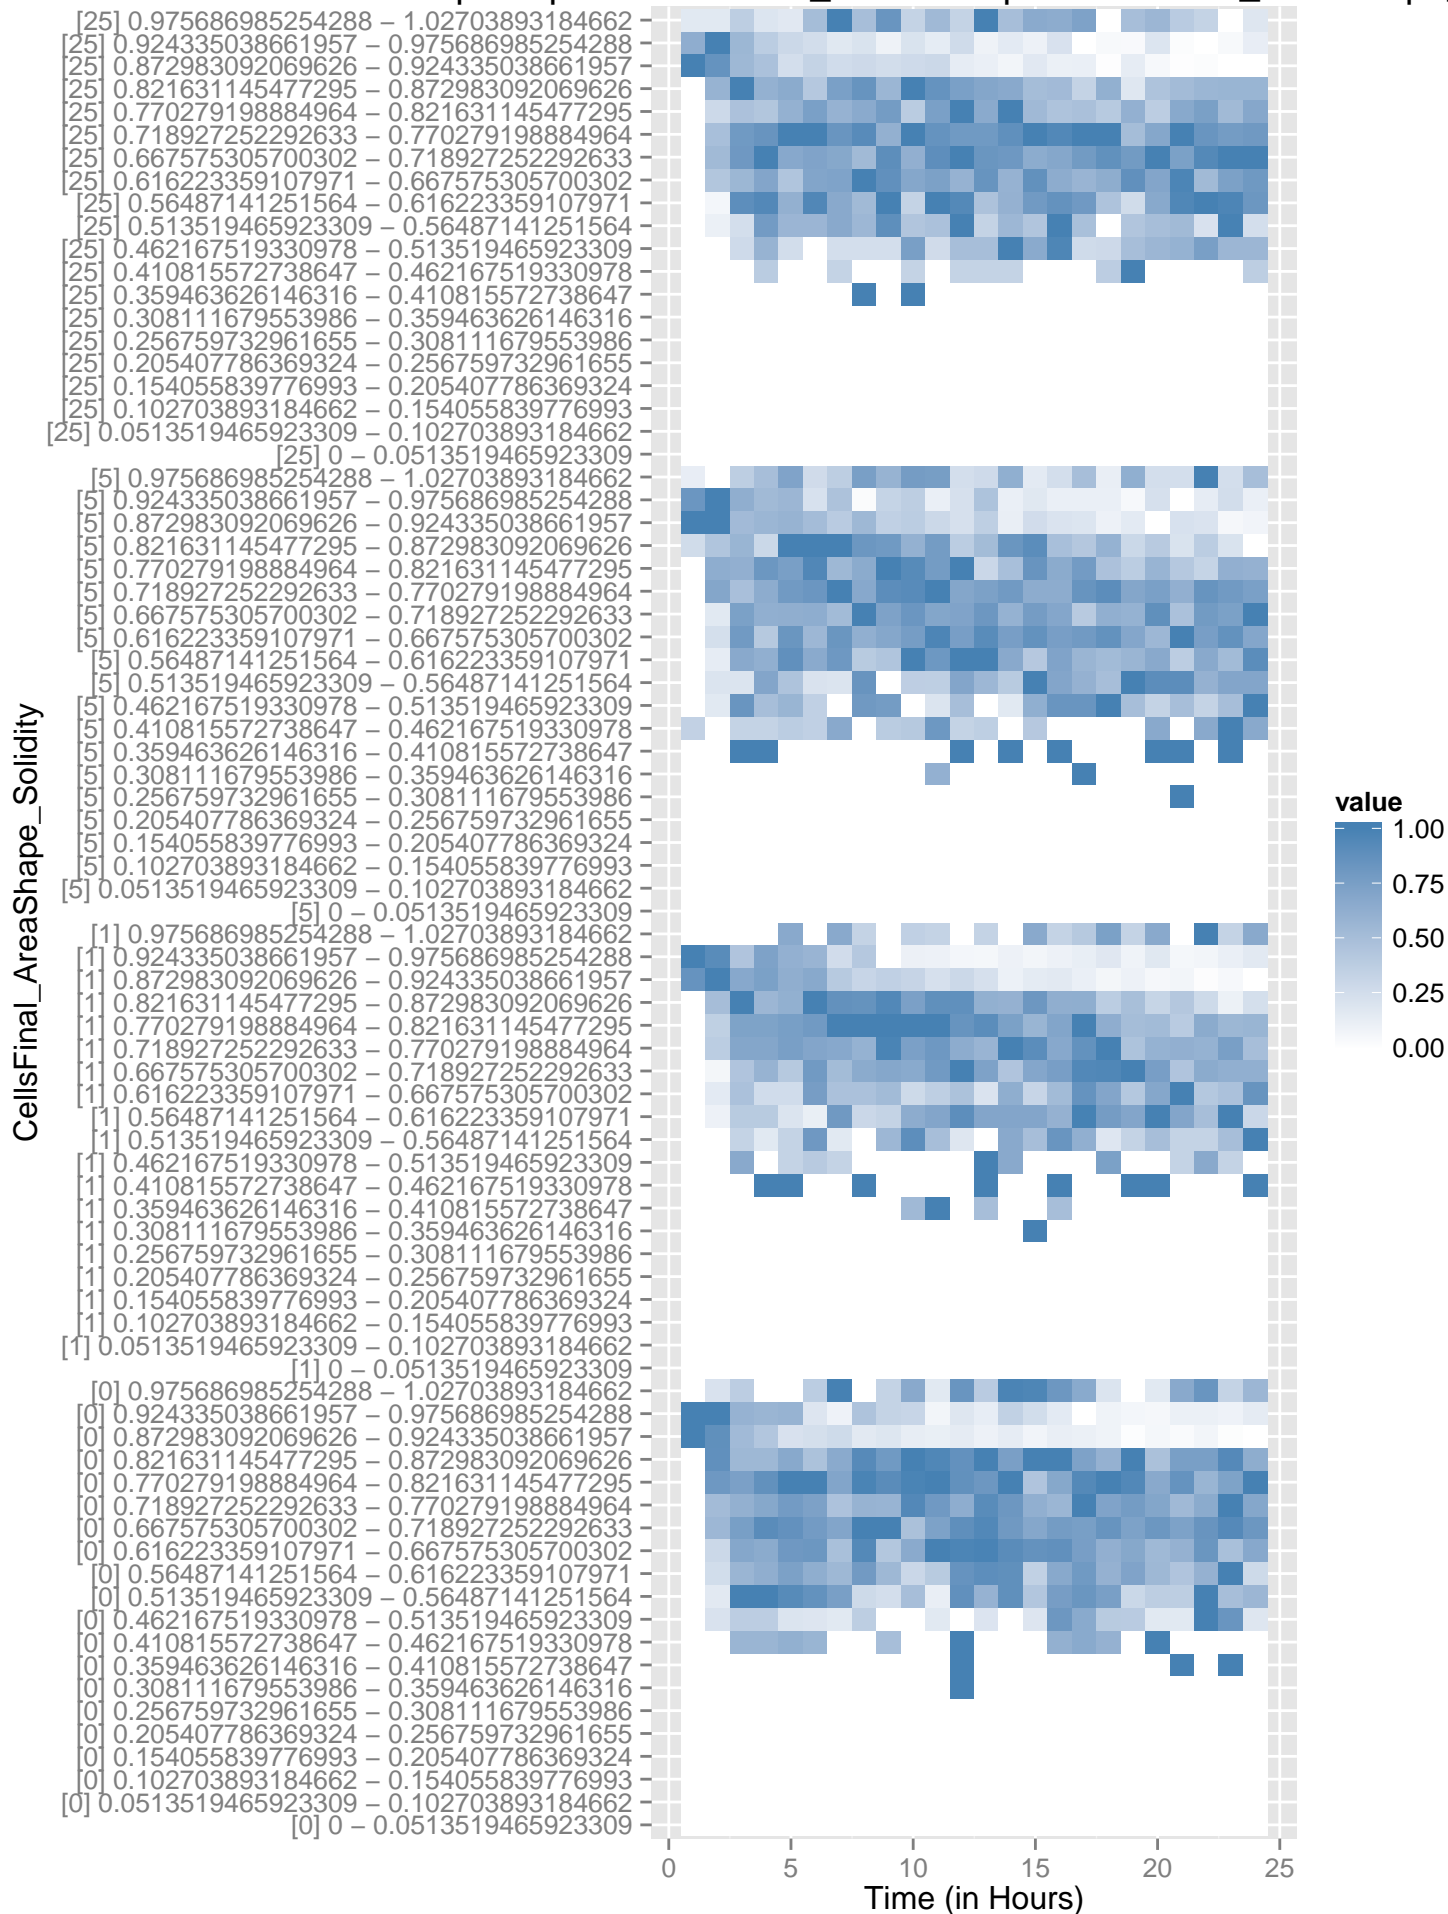 [25] 0.975686985254288 – 1.02703893184662
[25] 0.924335038661957 – 0.975686985254288
[25] 0.872983092069626 – 0.924335038661957
[25] 0.821631145477295 – 0.872983092069626
[25] 0.770279198884964 – 0.821631145477295
[25] 0.718927252292633 – 0.770279198884964
[25] 0.667575305700302 – 0.718927252292633
[25] 0.616223359107971 – 0.667575305700302
[25] 0.56487141251564 – 0.616223359107971
[25] 0.513519465923309 – 0.56487141251564
[25] 0.462167519330978 – 0.513519465923309
[25] 0.410815572738647 – 0.462167519330978
[25] 0.359463626146316 – 0.410815572738647
[25] 0.308111679553986 – 0.359463626146316
[25] 0.256759732961655 – 0.308111679553986
[25] 0.205407786369324 – 0.256759732961655
[25] 0.154055839776993 – 0.205407786369324
[25] 0.102703893184662 – 0.154055839776993
[25] 0.0513519465923309 – 0.102703893184662
[25] 0 – 0.0513519465923309
[5] 0.975686985254288 – 1.02703893184662
[5] 0.924335038661957 – 0.975686985254288
[5] 0.872983092069626 – 0.924335038661957
[5] 0.821631145477295 – 0.872983092069626
[5] 0.770279198884964 – 0.821631145477295
[5] 0.718927252292633 – 0.770279198884964
[5] 0.667575305700302 – 0.718927252292633
[5] 0.616223359107971 – 0.667575305700302
[5] 0.56487141251564 – 0.616223359107971
[5] 0.513519465923309 – 0.56487141251564
[5] 0.462167519330978 – 0.513519465923309
[5] 0.410815572738647 – 0.462167519330978
[5] 0.359463626146316 – 0.410815572738647
[5] 0.308111679553986 – 0.359463626146316
[5] 0.256759732961655 – 0.308111679553986
[5] 0.205407786369324 – 0.256759732961655
[5] 0.154055839776993 – 0.205407786369324
[5] 0.102703893184662 – 0.154055839776993
[5] 0.0513519465923309 – 0.102703893184662
[5] 0 – 0.0513519465923309
[1] 0.975686985254288 – 1.02703893184662
[1] 0.924335038661957 – 0.975686985254288
[1] 0.872983092069626 – 0.924335038661957
[1] 0.821631145477295 – 0.872983092069626
[1] 0.770279198884964 – 0.821631145477295
[1] 0.718927252292633 – 0.770279198884964
[1] 0.667575305700302 – 0.718927252292633
[1] 0.616223359107971 – 0.667575305700302
[1] 0.56487141251564 – 0.616223359107971
[1] 0.513519465923309 – 0.56487141251564
[1] 0.462167519330978 – 0.513519465923309
[1] 0.410815572738647 – 0.462167519330978
[1] 0.359463626146316 – 0.410815572738647
[1] 0.308111679553986 – 0.359463626146316
[1] 0.256759732961655 – 0.308111679553986
[1] 0.205407786369324 – 0.256759732961655
[1] 0.154055839776993 – 0.205407786369324
[1] 0.102703893184662 – 0.154055839776993
[1] 0.0513519465923309 – 0.102703893184662
[1] 0 – 0.0513519465923309
[0] 0.975686985254288 – 1.02703893184662
[0] 0.924335038661957 – 0.975686985254288
[0] 0.872983092069626 – 0.924335038661957
[0] 0.821631145477295 – 0.872983092069626
[0] 0.770279198884964 – 0.821631145477295
[0] 0.718927252292633 – 0.770279198884964
[0] 0.667575305700302 – 0.718927252292633
[0] 0.616223359107971 – 0.667575305700302
[0] 0.56487141251564 – 0.616223359107971
[0] 0.513519465923309 – 0.56487141251564
[0] 0.462167519330978 – 0.513519465923309
[0] 0.410815572738647 – 0.462167519330978
[0] 0.359463626146316 – 0.410815572738647
[0] 0.308111679553986 – 0.359463626146316
[0] 0.256759732961655 – 0.308111679553986
[0] 0.205407786369324 – 0.256759732961655
[0] 0.154055839776993 – 0.205407786369324
[0] 0.102703893184662 – 0.154055839776993
[0] 0.0513519465923309 – 0.102703893184662
[0] 0 – 0.0513519465923309
CellsFinal_AreaShape_Solidity
0 5 10 15 20 25
Time (in Hours)
value
1.00
0.75
0.50
0.25
0.00